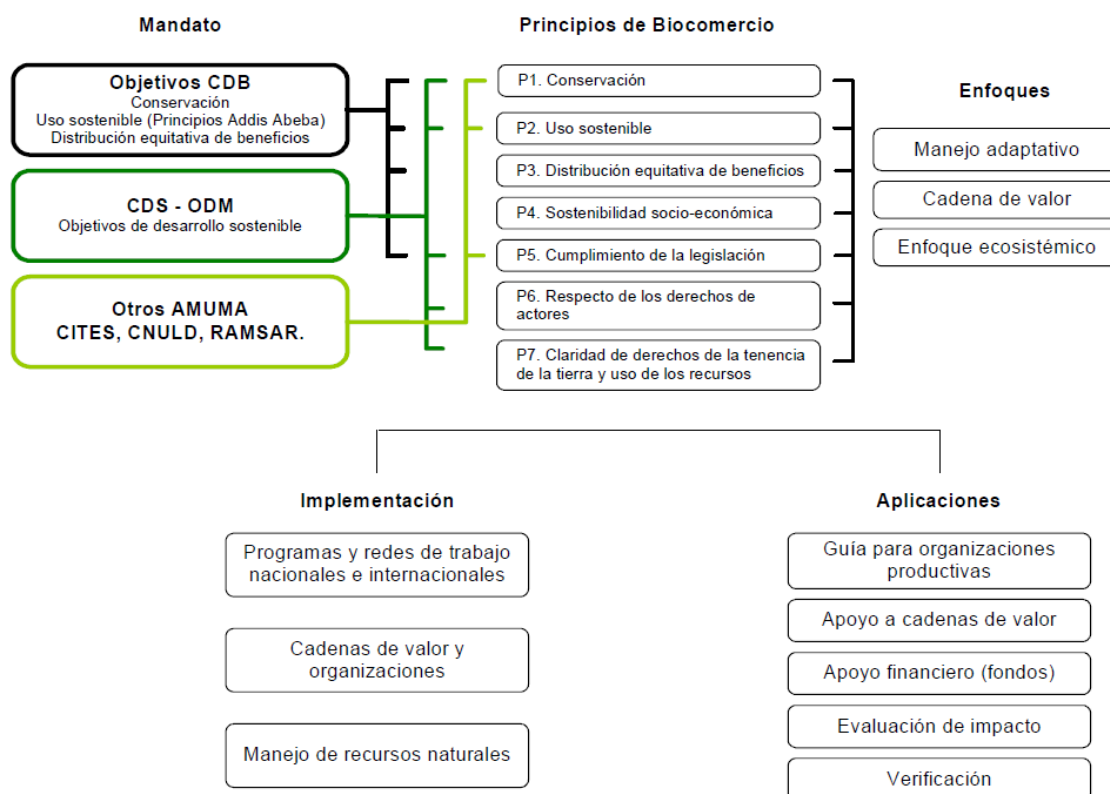 Mandato
Principios de Biocomercio
Objetivos CDB
Conservación
Uso sostenible (Principios Addis Abeba)
Distribución equitativa de beneficios
CDS - ODM
Objetivos de desarrollo sostenible
Otros AMUMA
CITES, CNULD, RAMSAR.
P1. Conservación
P2. Uso sostenible
P3. Distribución equitativa de beneficios
P4. Sostenibilidad socio-económica
P5. Cumplimiento de la legislación
P6. Respecto de los derechos de
actores
P7. Claridad de derechos de la tenencia
de la tierra y uso de los recursos
Enfoques
Manejo adaptativo
Cadena de valor
Enfoque ecosistémico
Implementación
Programas y redes de trabajo
nacionales e internacionales
Cadenas de valor y
organizaciones
Manejo de recursos naturales
Aplicaciones
Guía para organizaciones
productivas
Apoyo a cadenas de valor
Apoyo financiero (fondos)
Evaluación de impacto
Verificación